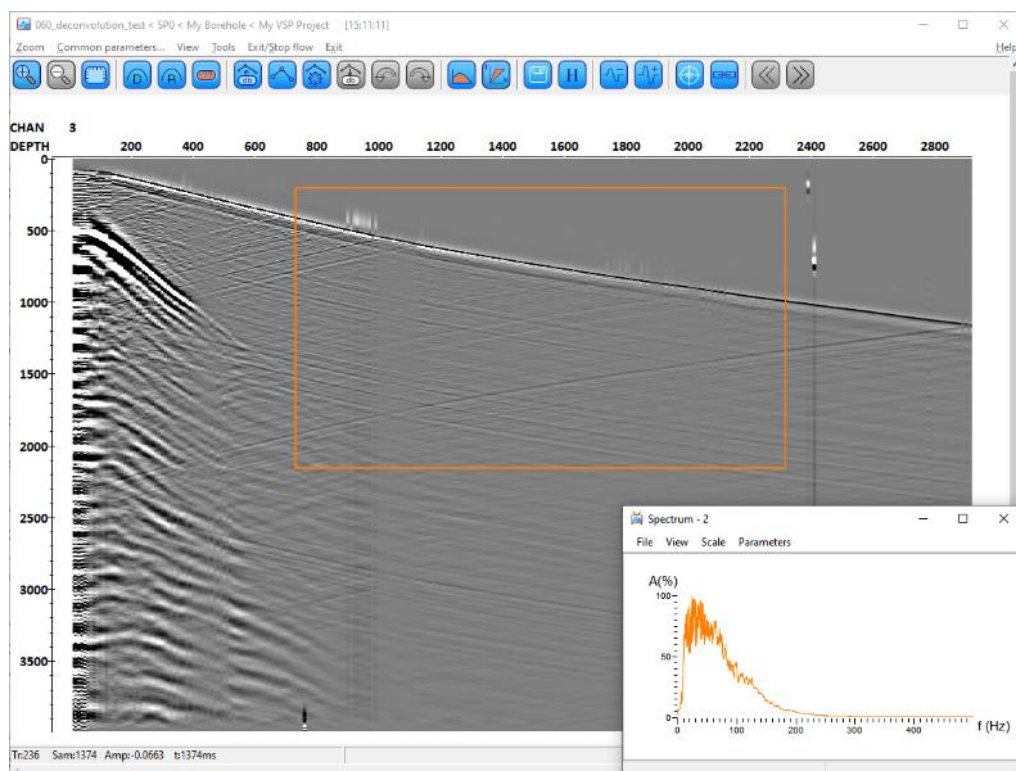 060_deconvolution_test < SP0 < My Borehole < My VSP Project [15:11:11]
Zoom Common parameters... View Tools Exit/Stop flow Exit Help
D R db db H
CHAN 3
DEPTH 200 400 600 800 1000 1200 1400 1600 1800 2000 2200 2400 2600 2800
0
500
1000
1500
2000
2500
3000
3500
Spectrum - 2
File View Scale Parameters
A(%)
100
50
0
0 100 200 300 400 f (Hz)
Tr:236 Sam:1374 Amp:-0.0663 t:1374ms